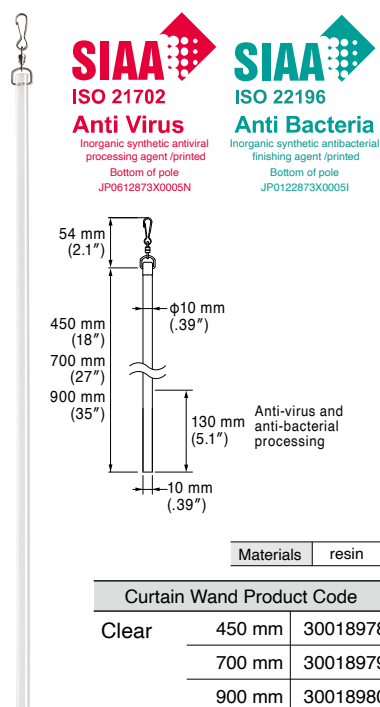 SIAA
ISO 21702
Anti Virus
Inorganic synthetic antiviral
processing agent /printed
Bottom of pole
JP0612873X0005N
SIAA
ISO 22196
Anti Bacteria
Inorganic synthetic antibacterial
finishing agent /printed
Bottom of pole
JP0122873X0005I
54 mm
(2.1″)
φ10 mm
(.39″)
450 mm
(18″)
700 mm
(27″)
900 mm
(35″)
130 mm
(5.1″)
Anti-virus and
anti-bacterial
processing
10 mm
(.39″)
Materials resin
Curtain Wand Product Code
Clear 450 mm 30018978
700 mm 30018979
900 mm 30018980